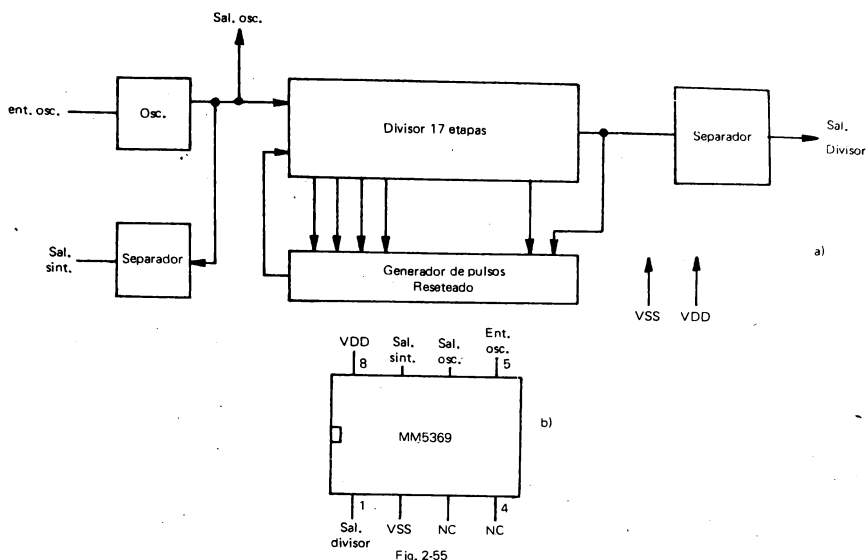 Sal. osc.
ent. osc.
Osc.
Divisor 17 etapas
Separador
Sal.
Divisor
Sal.
sint.
Separador
Generador de pulsos
Reseteado
a)
VSS
VDD
VDD
Sal.
sint.
Sal.
osc.
Ent.
osc.
8
5
MM5369
b)
1
4
Sal.
divisor
VSS
NC
NC
Fig. 2-55